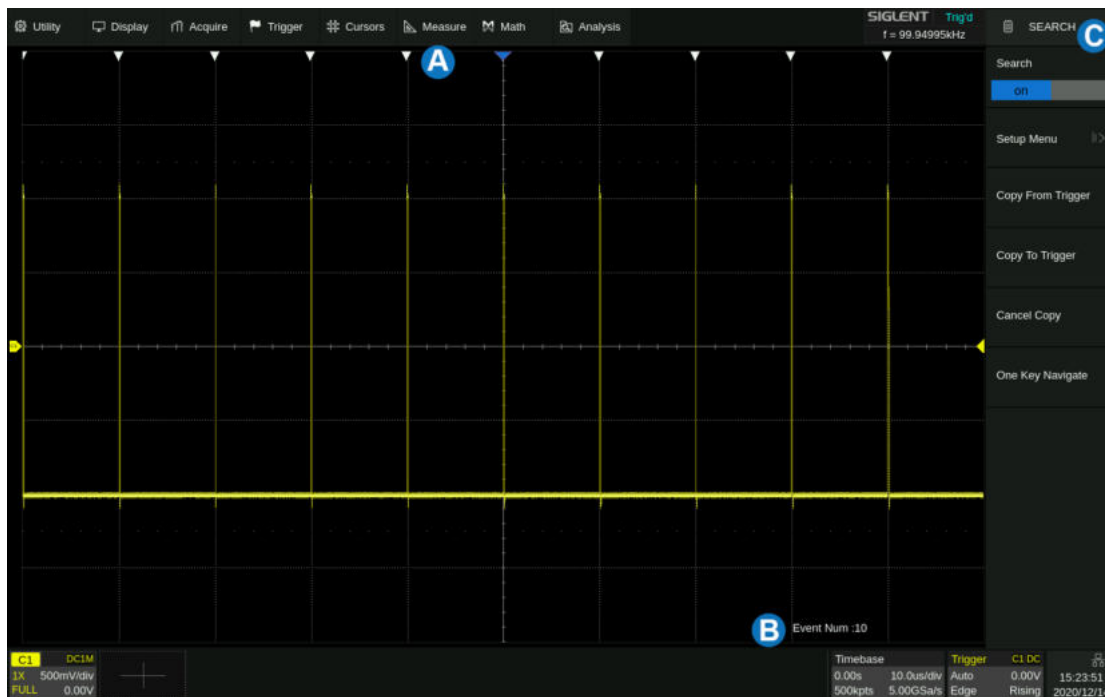 Utility Display Acquire Trigger Cursors Measure Math Analysis
SIGLENT Trig'd
f = 99.94995kHz
SEARCH
C
A
Search
on
Setup Menu
Copy From Trigger
Copy To Trigger
Cancel Copy
One Key Navigate
B Event Num :10
C1 DC1M
1X 500mV/div
FULL 0.00V
Timebase
0.00s 10.0us/div
500kpts 5.00GSa/s
Trigger C1 DC
Auto 0.00V
Edge Rising
15:23:51